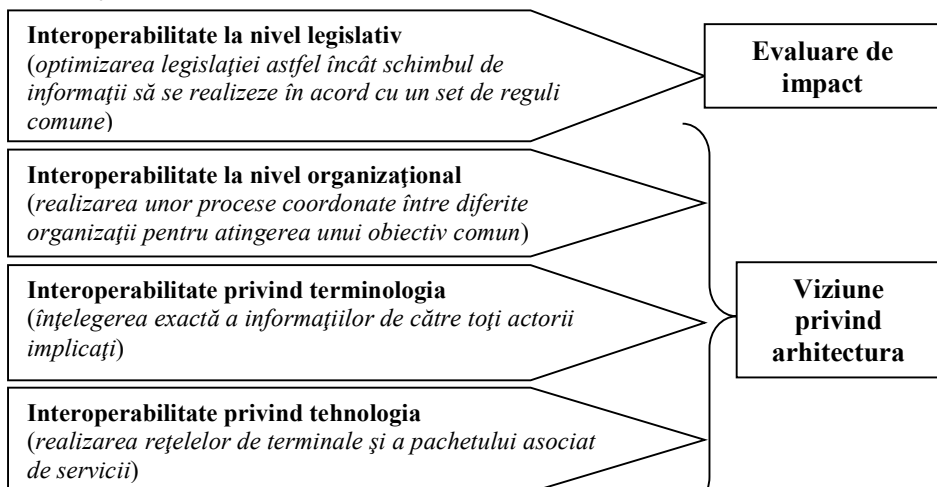 Interoperabilitate la nivel legislativ
(optimizarea legislaţiei astfel încât schimbul de
informaţii să se realizeze în acord cu un set de reguli
comune)
Evaluare de
impact
Interoperabilitate la nivel organizaţional
(realizarea unor procese coordonate între diferite
organizaţii pentru atingerea unui obiectiv comun)
Interoperabilitate privind terminologia
(înţelegerea exactă a informaţiilor de către toţi actorii
implicaţi)
Viziune
privind
arhitectura
Interoperabilitate privind tehnologia
(realizarea reţelelor de terminale şi a pachetului asociat
de servicii)